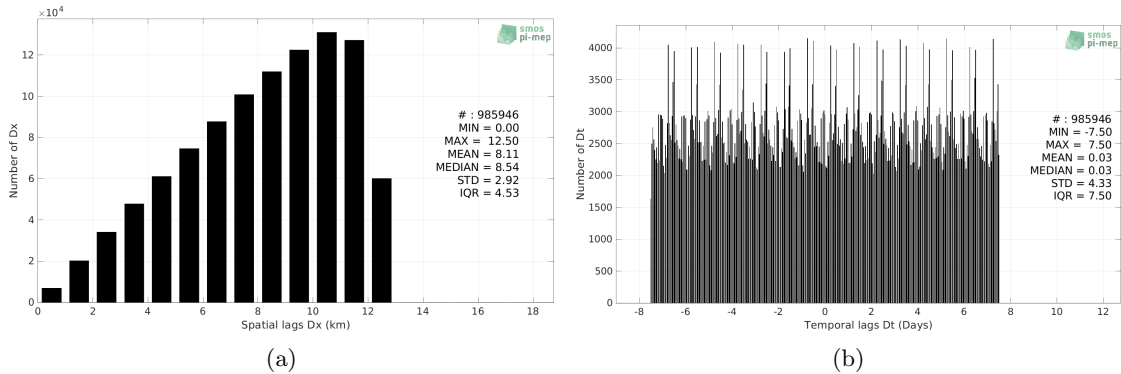 ×10⁴
12
10
8
6
4
2
0
0 2 4 6 8 10 12 14 16 18
Number of Dx
Spatial lags Dx (km)
smos
pi-mep
# : 985946
MIN = 0.00
MAX = 12.50
MEAN = 8.11
MEDIAN = 8.54
STD = 2.92
IQR = 4.53
(a)
4000
3500
3000
2500
2000
1500
1000
500
0
-8 -6 -4 -2 0 2 4 6 8 10 12
Number of Dt
Temporal lags Dt (Days)
smos
pi-mep
# : 985946
MIN = -7.50
MAX = 7.50
MEAN = 0.03
MEDIAN = 0.03
STD = 4.33
IQR = 7.50
(b)